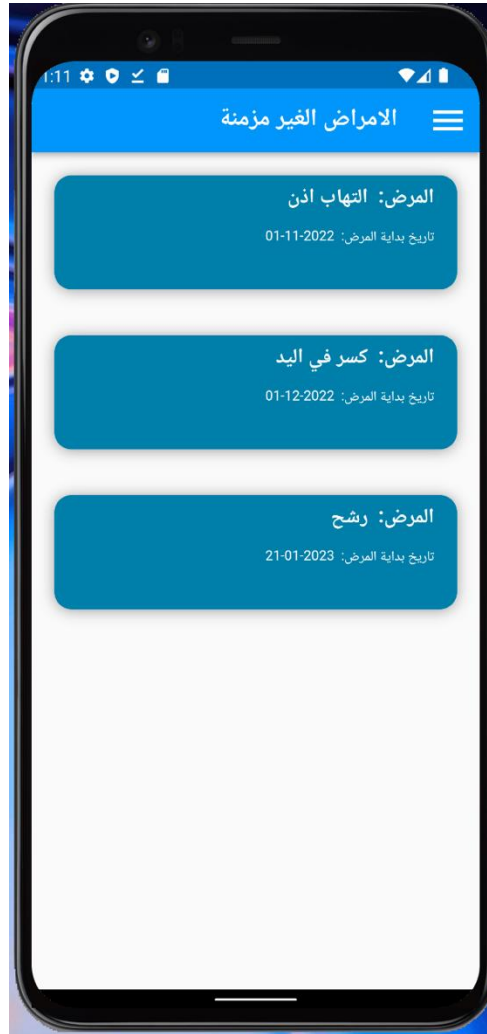 1:11
الامراض الغير مزمنة
المرض: التهاب اذن
تاريخ بداية المرض: 2022-11-01
المرض: كسر في اليد
تاريخ بداية المرض: 2022-12-01
المرض: رشح
تاريخ بداية المرض: 2023-01-21